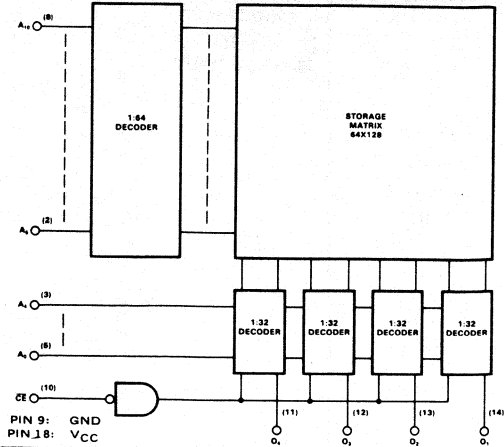 A₁₀ (8)
1:64 DECODER
STORAGE MATRIX 64X128
A₅ (2)
A₄ (3)
1:32 DECODER
1:32 DECODER
1:32 DECODER
1:32 DECODER
A₀ (5)
CE (10)
(11)
(12)
(13)
(14)
PIN 9: GND
PIN 18: VCC
O₄
O₃
O₂
O₁